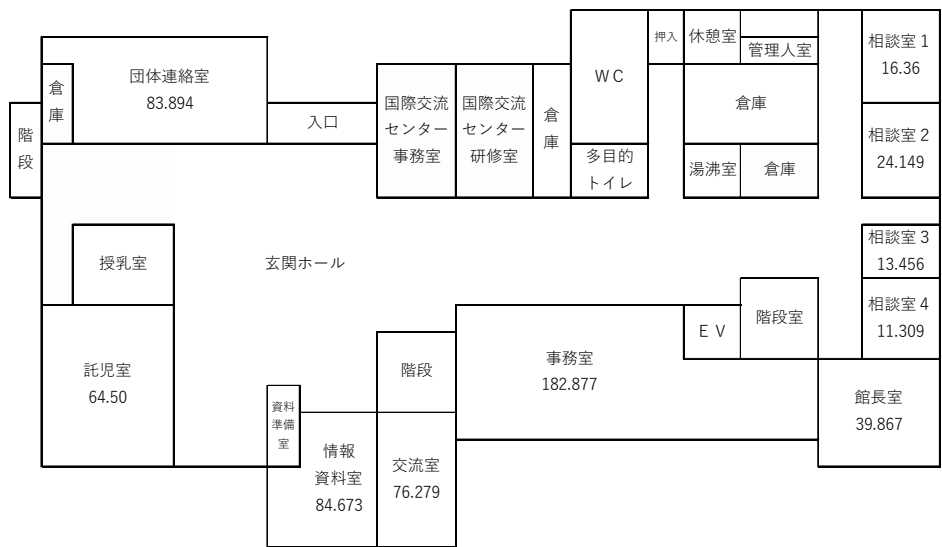 団体連絡室
83.894
倉庫
階段
入口
国際交流
センター
事務室
国際交流
センター
研修室
倉庫
WC
多目的
トイレ
押入
休憩室
管理人室
倉庫
湯沸室
倉庫
相談室1
16.36
相談室2
24.149
相談室3
13.456
相談室4
11.309
授乳室
玄関ホール
託児室
64.50
資料
準備
室
情報
資料室
84.673
階段
交流室
76.279
事務室
182.877
EV
階段室
館長室
39.867